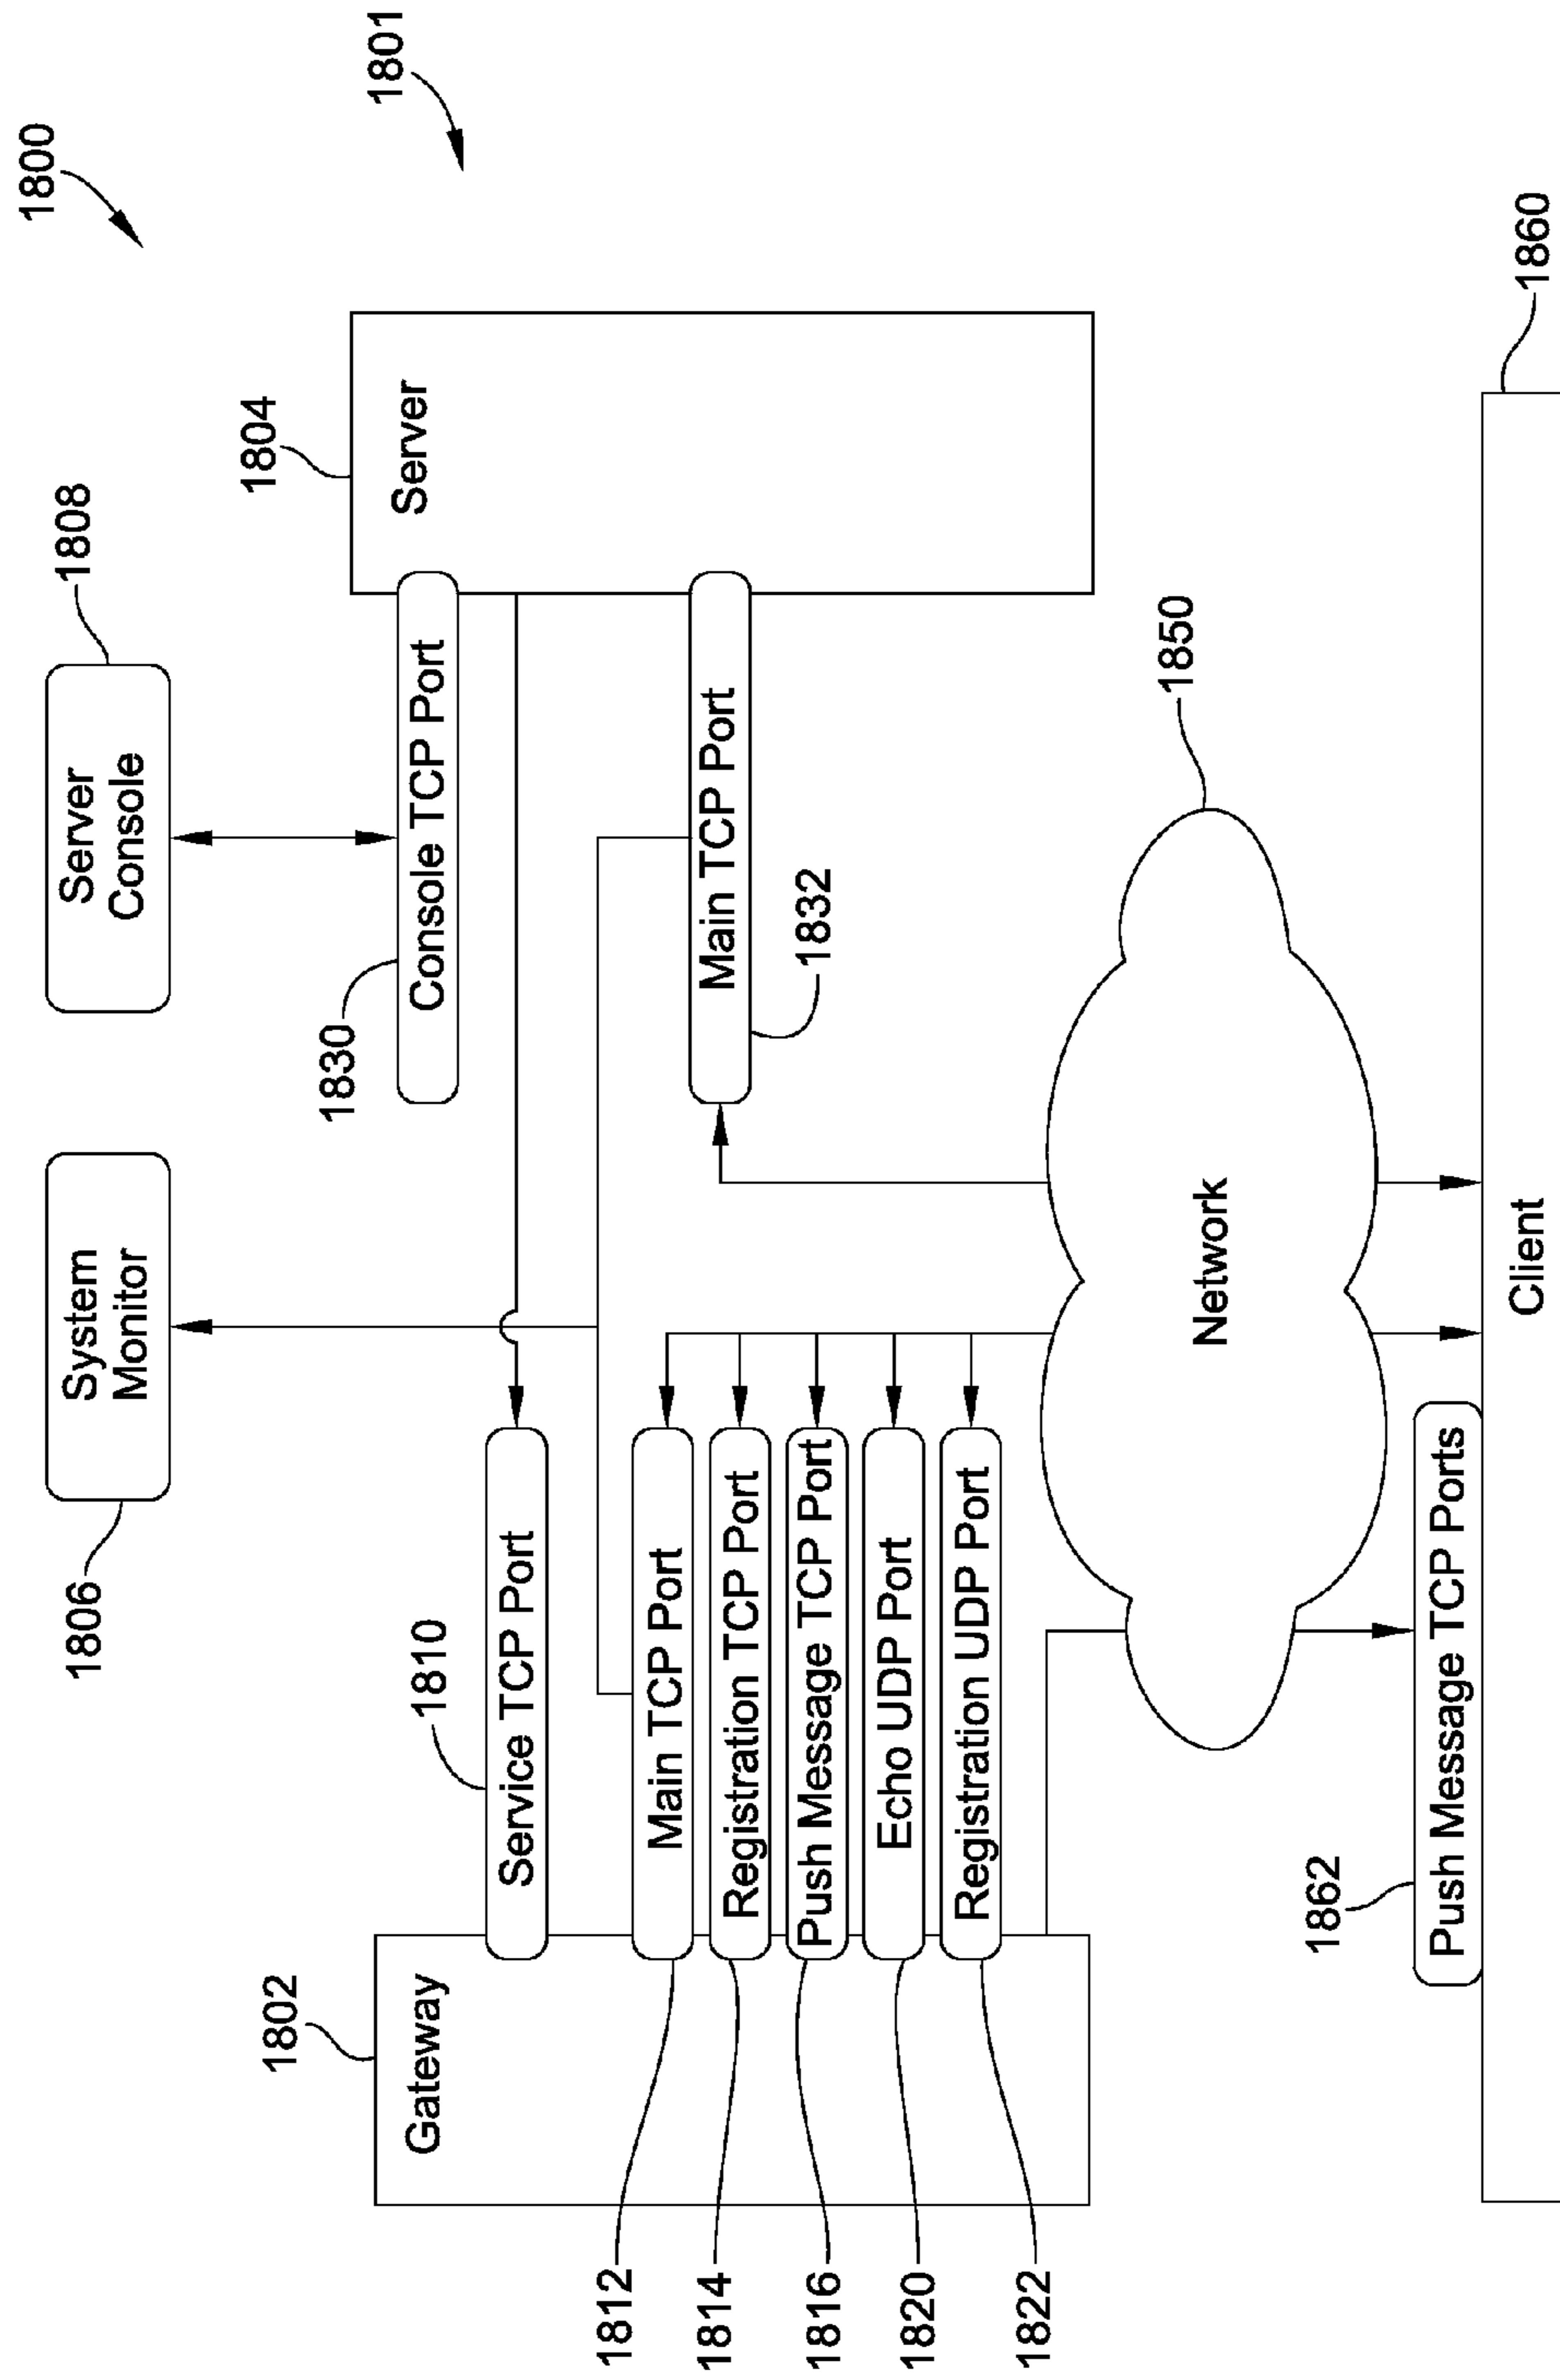 1800
1801
System
Monitor
1806
Server
Console
1808
1802
Gateway
1804
Server
1810
Service TCP Port
1830
Console TCP Port
1812
Main TCP Port
1814
Registration TCP Port
1816
Push Message TCP Port
1820
Echo UDP Port
1822
Registration UDP Port
Main TCP Port
1832
Network
1850
1862
Push Message TCP Ports
Client
1860